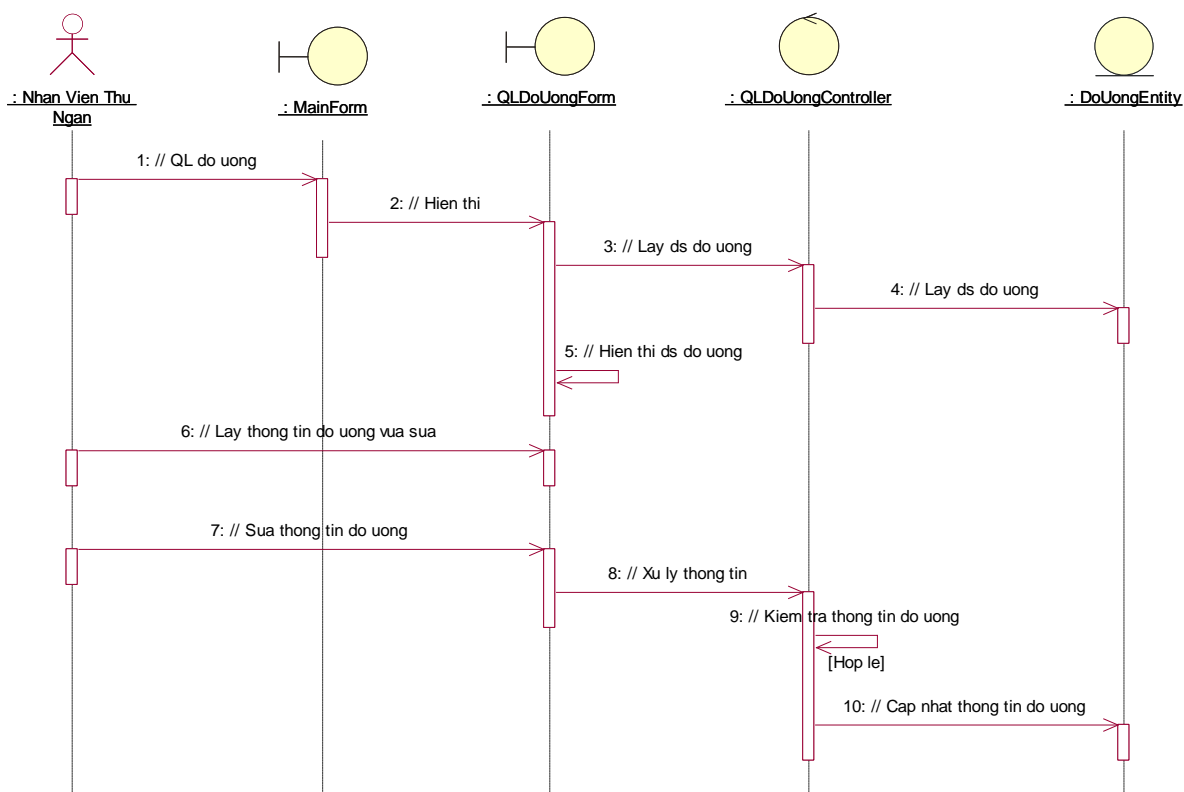 : Nhan Vien Thu
Ngan
: MainForm
: QLDoUongForm
: QLDoUongController
: DoUongEntity
1: // QL do uong
2: // Hien thi
3: // Lay ds do uong
4: // Lay ds do uong
5: // Hien thi ds do uong
6: // Lay thong tin do uong vua sua
7: // Sua thong tin do uong
8: // Xu ly thong tin
9: // Kiem tra thong tin do uong
[Hop le]
10: // Cap nhat thong tin do uong